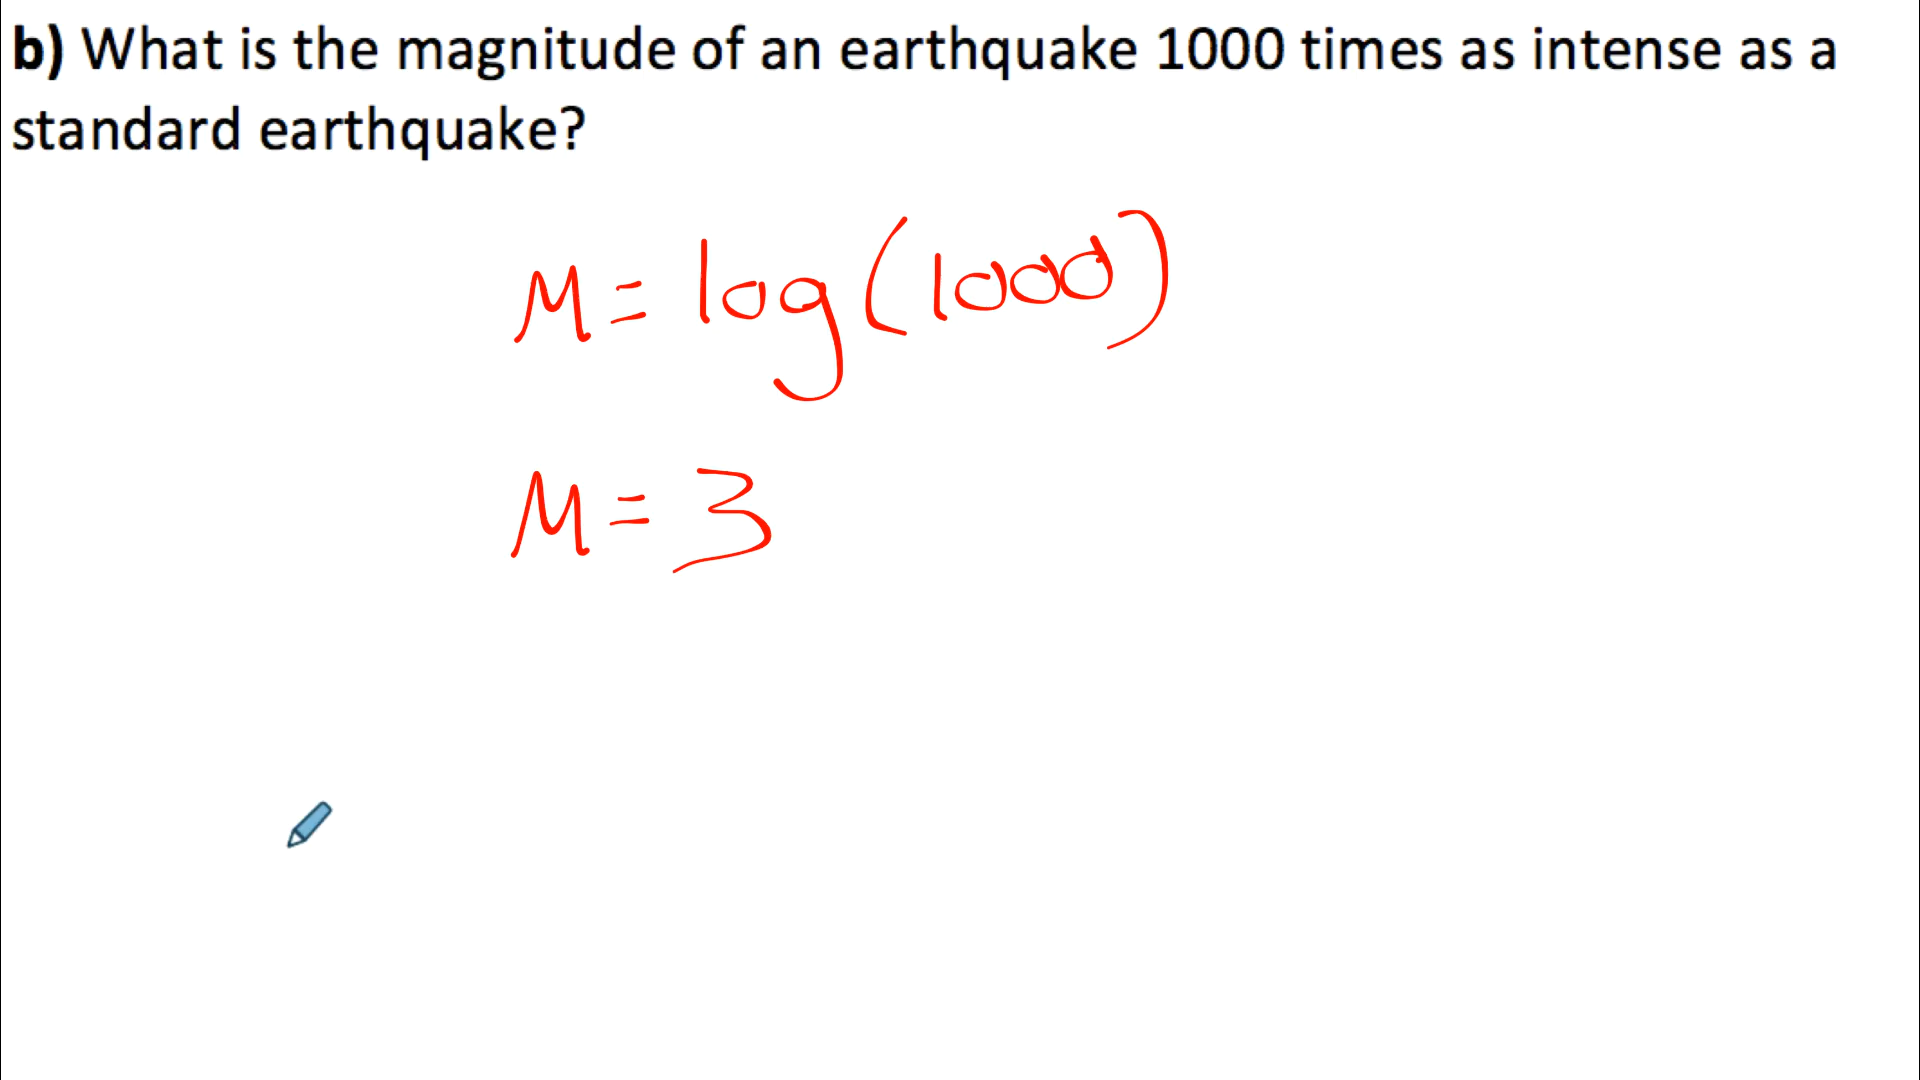 b) What is the magnitude of an earthquake 1000 times as intense as a
standard earthquake?
M = log(1000)
M = 3